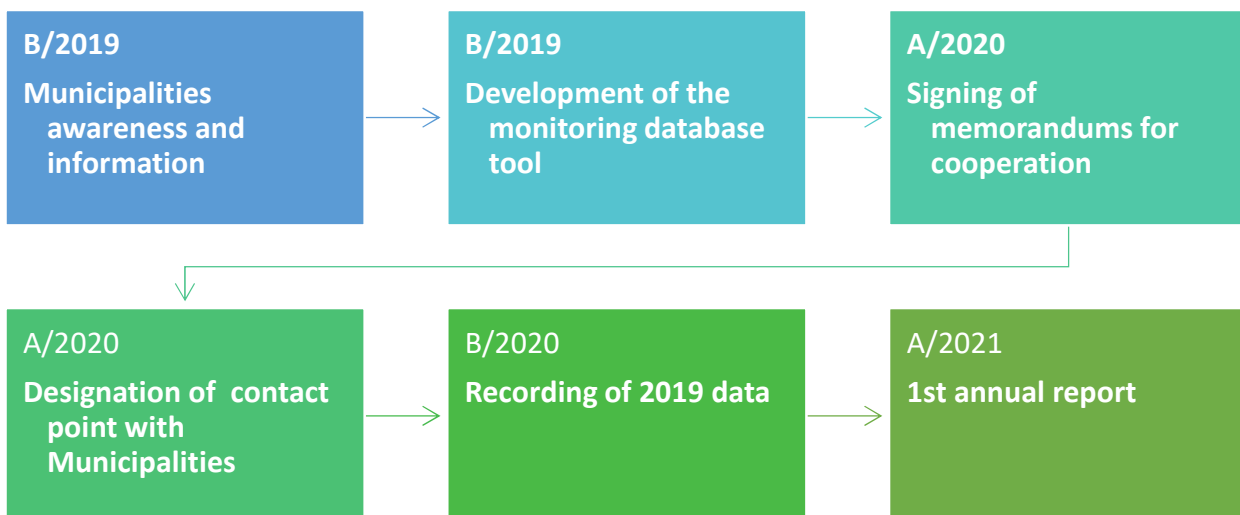 B/2019
Municipalities
awareness and
information
B/2019
Development of the
monitoring database
tool
A/2020
Signing of
memorandums for
cooperation
A/2020
Designation of  contact
point with
Municipalities
B/2020
Recording of 2019 data
A/2021
1st annual report